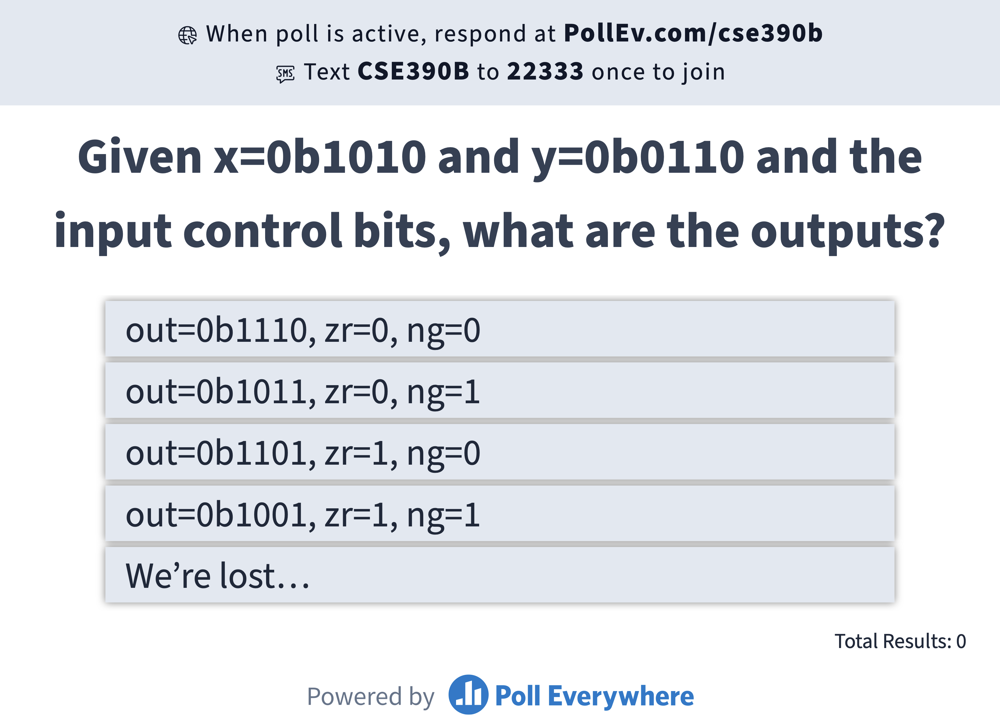 When poll is active, respond at PollEv.com/cse390b
SMS Text CSE390B to 22333 once to join
Given x=0b1010 and y=0b0110 and the
input control bits, what are the outputs?
out=0b1110, zr=0, ng=0
out=0b1011, zr=0, ng=1
out=0b1101, zr=1, ng=0
out=0b1001, zr=1, ng=1
We’re lost…
Total Results: 0
Powered by Poll Everywhere